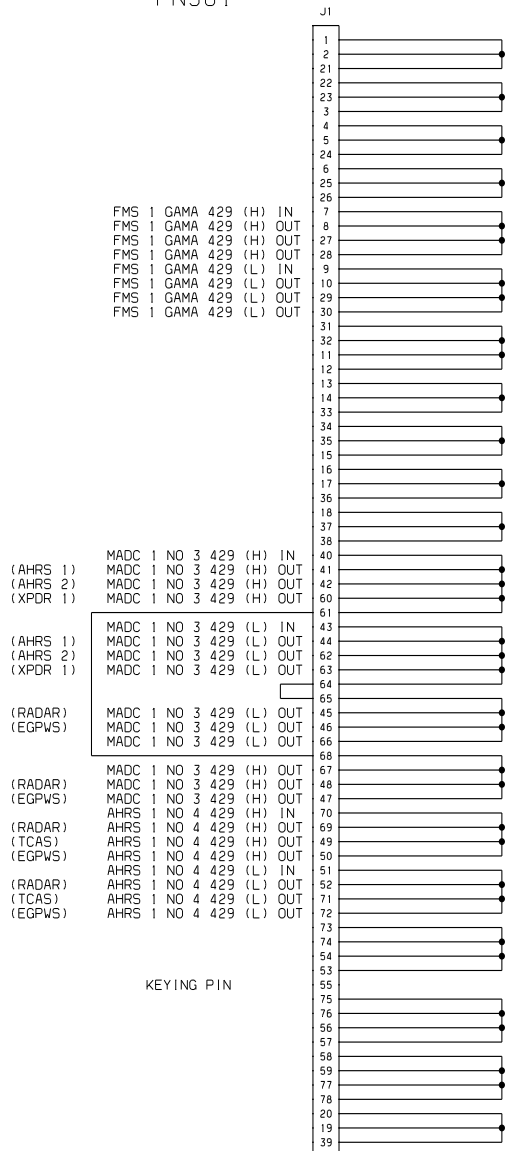 J1
1
2
21
22
23
3
4
5
24
6
25
26
FMS 1 GAMA 429 (H) IN 7
FMS 1 GAMA 429 (H) OUT 8
FMS 1 GAMA 429 (H) OUT 27
FMS 1 GAMA 429 (H) OUT 28
FMS 1 GAMA 429 (L) IN 9
FMS 1 GAMA 429 (L) OUT 10
FMS 1 GAMA 429 (L) OUT 29
FMS 1 GAMA 429 (L) OUT 30
31
32
11
12
13
14
33
34
35
15
16
17
36
18
37
38
MADC 1 NO 3 429 (H) IN 40
(AHRS 1) MADC 1 NO 3 429 (H) OUT 41
(AHRS 2) MADC 1 NO 3 429 (H) OUT 42
(XPDR 1) MADC 1 NO 3 429 (H) OUT 60
61
MADC 1 NO 3 429 (L) IN 43
(AHRS 1) MADC 1 NO 3 429 (L) OUT 44
(AHRS 2) MADC 1 NO 3 429 (L) OUT 62
(XPDR 1) MADC 1 NO 3 429 (L) OUT 63
64
65
(RADAR) MADC 1 NO 3 429 (L) OUT 45
(EGPWS) MADC 1 NO 3 429 (L) OUT 46
MADC 1 NO 3 429 (L) OUT 66
68
MADC 1 NO 3 429 (H) OUT 67
(RADAR) MADC 1 NO 3 429 (H) OUT 48
(EGPWS) MADC 1 NO 3 429 (H) OUT 47
AHRS 1 NO 4 429 (H) IN 70
(RADAR) AHRS 1 NO 4 429 (H) OUT 69
(TCAS) AHRS 1 NO 4 429 (H) OUT 49
(EGPWS) AHRS 1 NO 4 429 (H) OUT 50
AHRS 1 NO 4 429 (L) IN 51
(RADAR) AHRS 1 NO 4 429 (L) OUT 52
(TCAS) AHRS 1 NO 4 429 (L) OUT 71
(EGPWS) AHRS 1 NO 4 429 (L) OUT 72
73
74
54
53
KEYING PIN 55
75
76
56
57
58
59
77
78
20
19
39